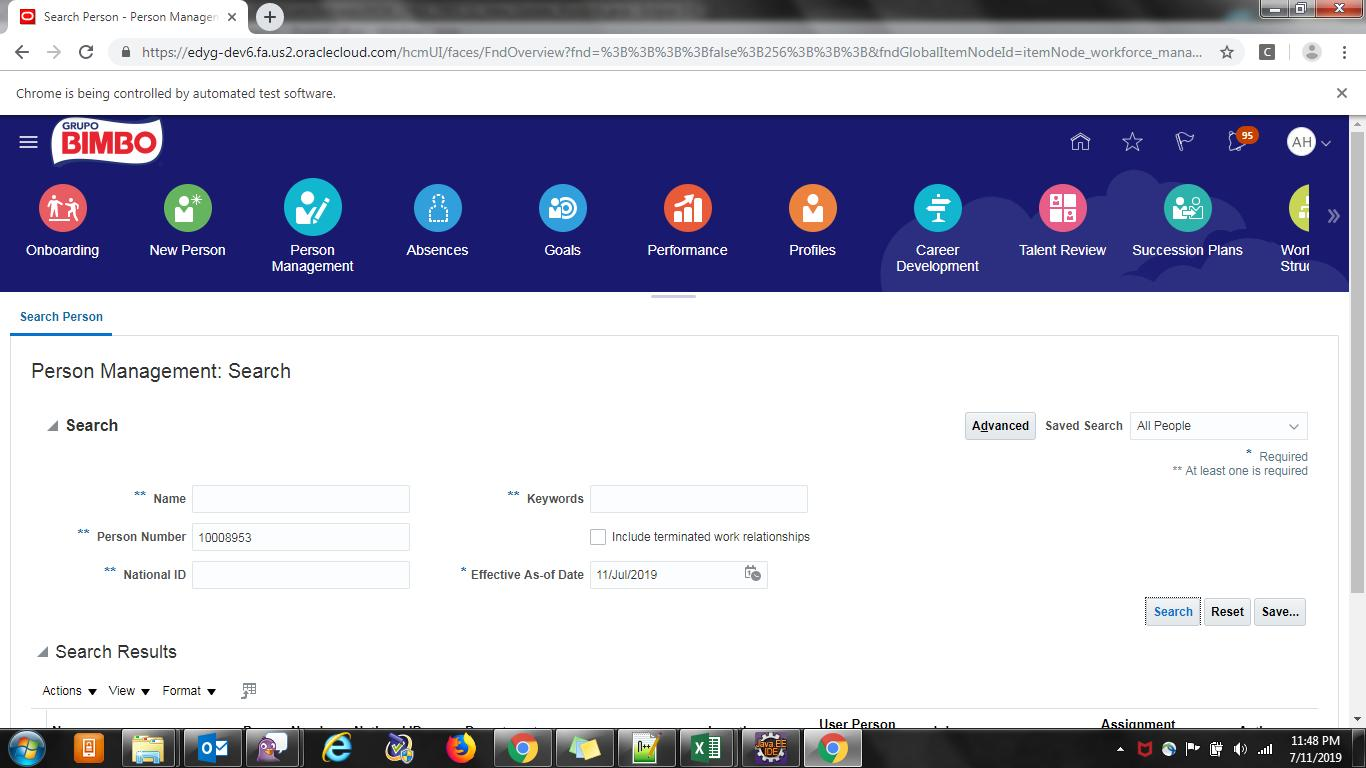 Search Person - Person Managen
https://edyg-dev6.fa.us2.oraclecloud.com/hcmUI/faces/FndOverview?fnd=%3B%3B%3B%3Bfalse%3B256%3B%3B%3B&fndGlobalItemNodeId=itemNode_workforce_mana...
C
Chrome is being controlled by automated test software.
GRUPO
BIMBO
95
AH
Onboarding
New Person
Person Management
Absences
Goals
Performance
Profiles
Career Development
Talent Review
Succession Plans
Search Person
Person Management: Search
Search
Advanced Saved Search All People
* Required
** At least one is required
** Name ** Keywords
** Person Number 10008953 Include terminated work relationships
** National ID * Effective As-of Date 11/Jul/2019
Search Reset Save...
Search Results
Actions View Format
User Person
Assignment
Java EE
IDE
11:48 PM
7/11/2019